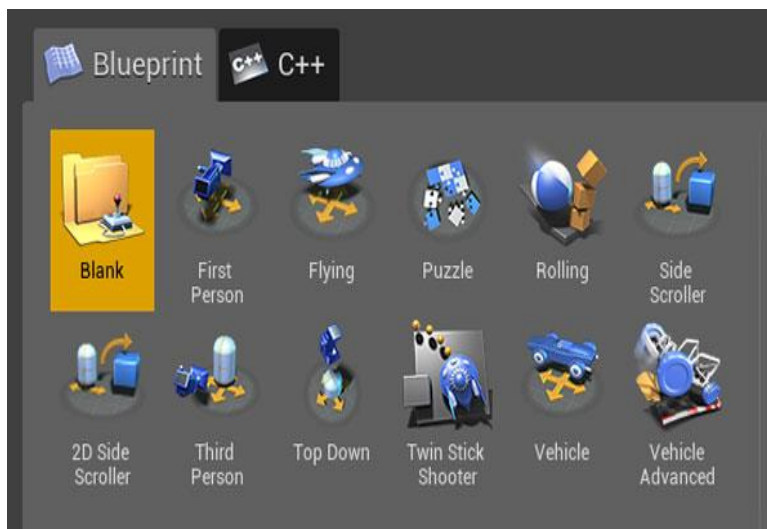 Blueprint C++ C++
Blank First Person Flying Puzzle Rolling Side Scroller
2D Side Scroller Third Person Top Down Twin Stick Shooter Vehicle Vehicle Advanced